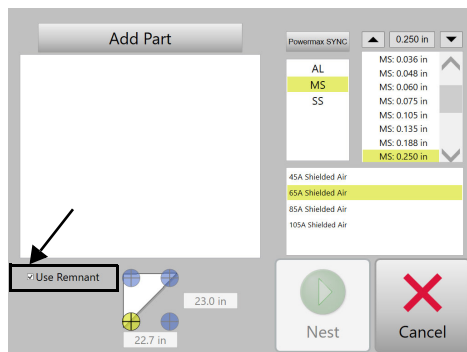 Add Part
Powermax SYNC
0.250 in
AL
MS
SS
MS: 0.036 in
MS: 0.048 in
MS: 0.060 in
MS: 0.075 in
MS: 0.105 in
MS: 0.135 in
MS: 0.188 in
MS: 0.250 in
45A Shielded Air
65A Shielded Air
85A Shielded Air
105A Shielded Air
Use Remnant
23.0 in
22.7 in
Nest
Cancel